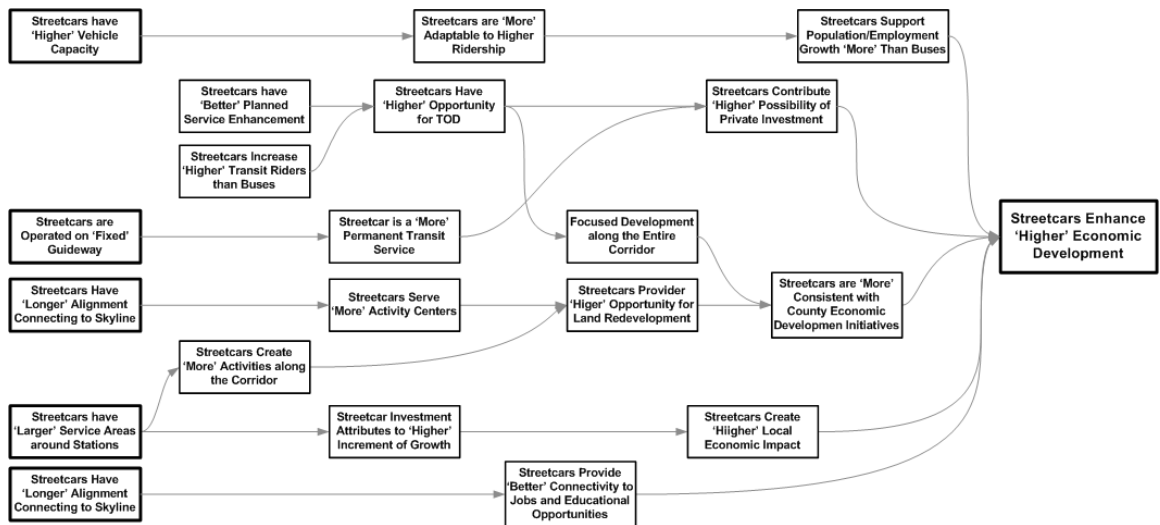 Streetcars have
‘Higher’ Vehicle
Capacity
Streetcars are ‘More’
Adaptable to Higher
Ridership
Streetcars Support
Population/Employment
Growth ‘More’ Than Buses
Streetcars have
‘Better’ Planned
Service Enhancement
Streetcars Have
‘Higher’ Opportunity
for TOD
Streetcars Contribute
‘Higher’ Possibility of
Private Investment
Streetcars Increase
‘Higher’ Transit Riders
than Buses
Streetcars are
Operated on ‘Fixed’
Guideway
Streetcar is a ‘More’
Permanent Transit
Service
Focused Development
along the Entire
Corridor
Streetcars Enhance
‘Higher’ Economic
Development
Streetcars Have
‘Longer’ Alignment
Connecting to Skyline
Streetcars Serve
‘More’ Activity Centers
Streetcars Provider
‘Higer’ Opportunity for
Land Redevelopment
Streetcars are ‘More’
Consistent with
County Economic
Developmen Initiatives
Streetcars Create
‘More’ Activities along
the Corridor
Streetcars have
‘Larger’ Service Areas
around Stations
Streetcar Investment
Attributes to ‘Higher’
Increment of Growth
Streetcars Create
‘Hiigher’ Local
Economic Impact
Streetcars Have
‘Longer’ Alignment
Connecting to Skyline
Streetcars Provide
‘Better’ Connectivity to
Jobs and Educational
Opportunities